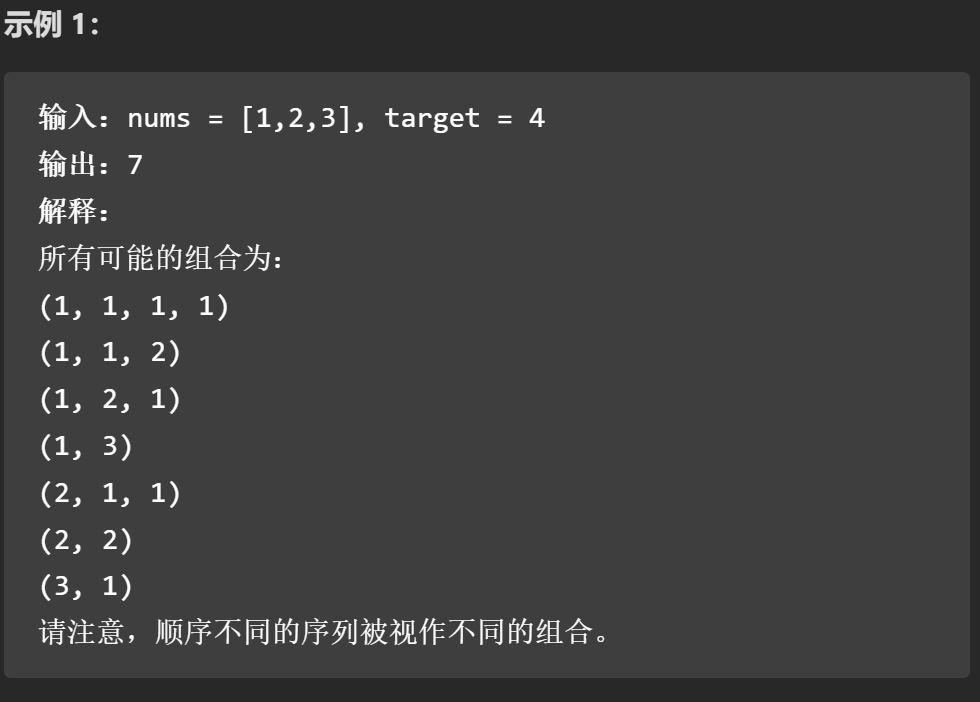 示例 1：
输入：nums = [1,2,3], target = 4
输出：7
解释：
所有可能的组合为：
(1, 1, 1, 1)
(1, 1, 2)
(1, 2, 1)
(1, 3)
(2, 1, 1)
(2, 2)
(3, 1)
请注意，顺序不同的序列被视作不同的组合。